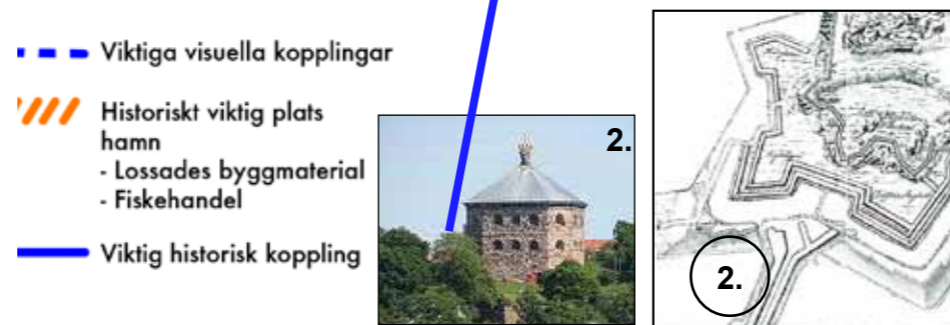 Viktiga visuella kopplingar
Historiskt viktig plats
hamn
- Lossades byggmaterial
- Fiskehandel
Viktig historisk koppling
2.
2.